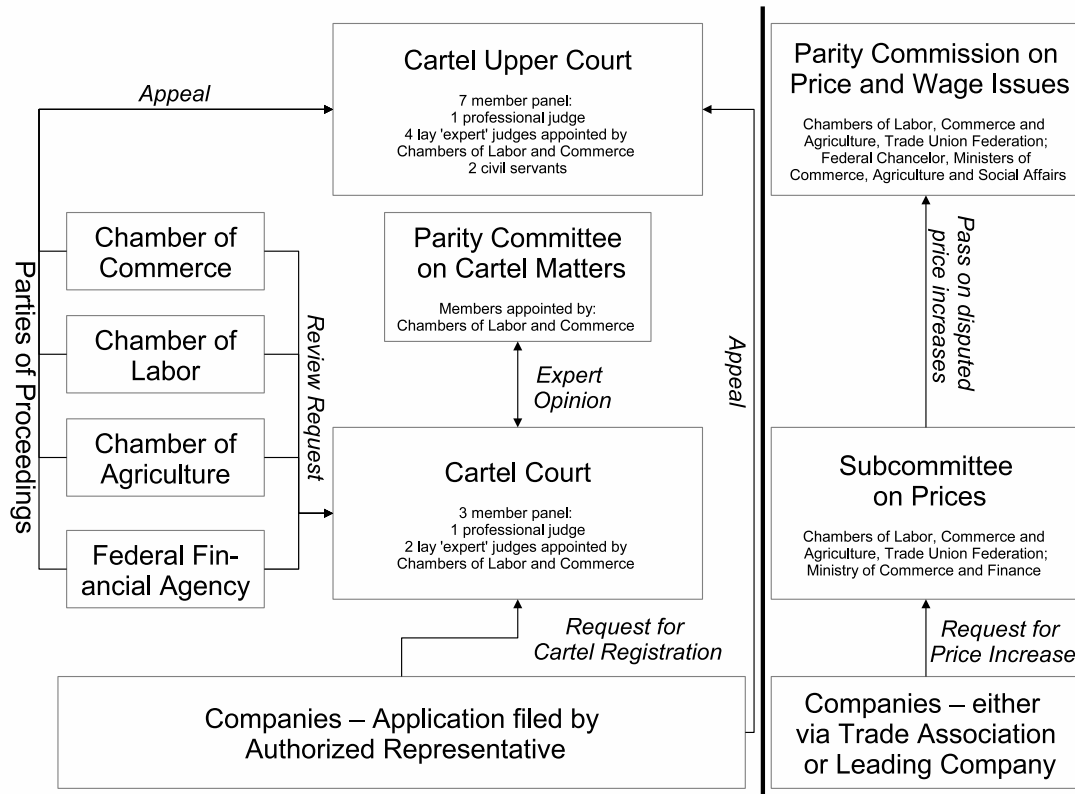 Cartel Upper Court
7 member panel:
1 professional judge
4 lay 'expert' judges appointed by
Chambers of Labor and Commerce
2 civil servants
Appeal
Parties of Proceedings
Chamber of
Commerce
Chamber of
Labor
Chamber of
Agriculture
Federal Fin-
ancial Agency
Review Request
Parity Committee
on Cartel Matters
Members appointed by:
Chambers of Labor and Commerce
Expert
Opinion
Cartel Court
3 member panel:
1 professional judge
2 lay 'expert' judges appointed by
Chambers of Labor and Commerce
Request for
Cartel Registration
Appeal
Companies – Application filed by
Authorized Representative
Parity Commission on
Price and Wage Issues
Chambers of Labor, Commerce and
Agriculture, Trade Union Federation;
Federal Chancelor, Ministers of
Commerce, Agriculture and Social Affairs
Pass on disputed
price increases
Subcommittee
on Prices
Chambers of Labor, Commerce and
Agriculture, Trade Union Federation;
Ministry of Commerce and Finance
Request for
Price Increase
Companies – either
via Trade Association
or Leading Company